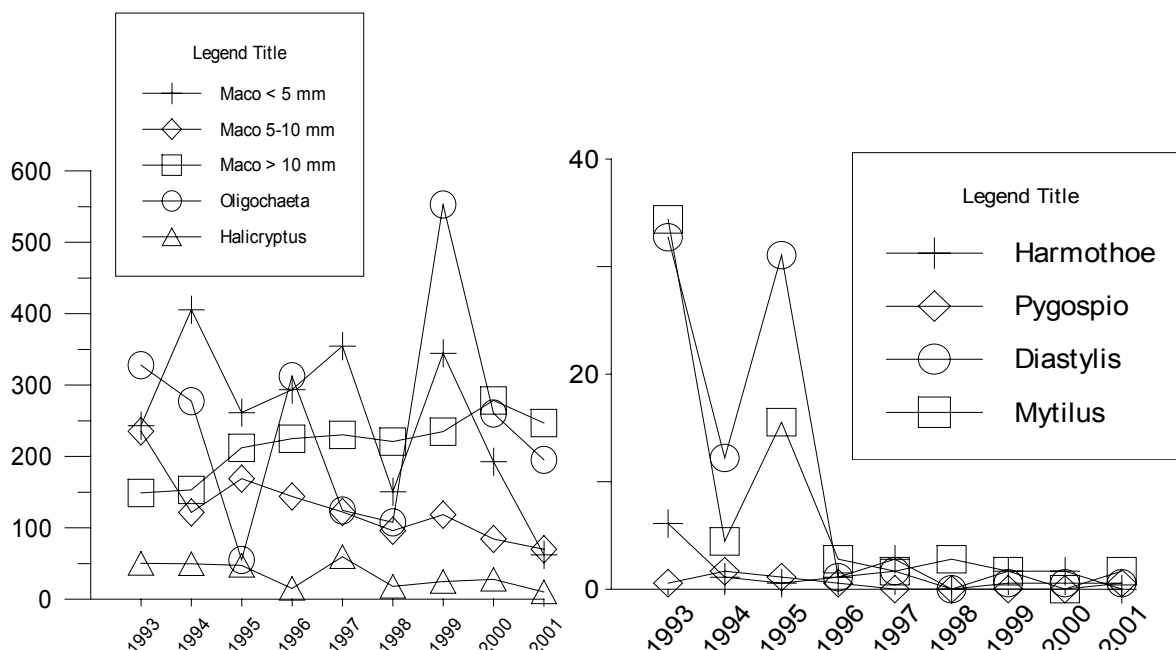 Legend Title
Maco < 5 mm
Maco 5-10 mm
Maco > 10 mm
Oligochaeta
Halicryptus
600
500
400
300
200
100
0
1993
1994
1995
1996
1997
1998
1999
2000
2001
Legend Title
Harmothoe
Pygospio
Diastylis
Mytilus
40
20
0
1993
1994
1995
1996
1997
1998
1999
2000
2001